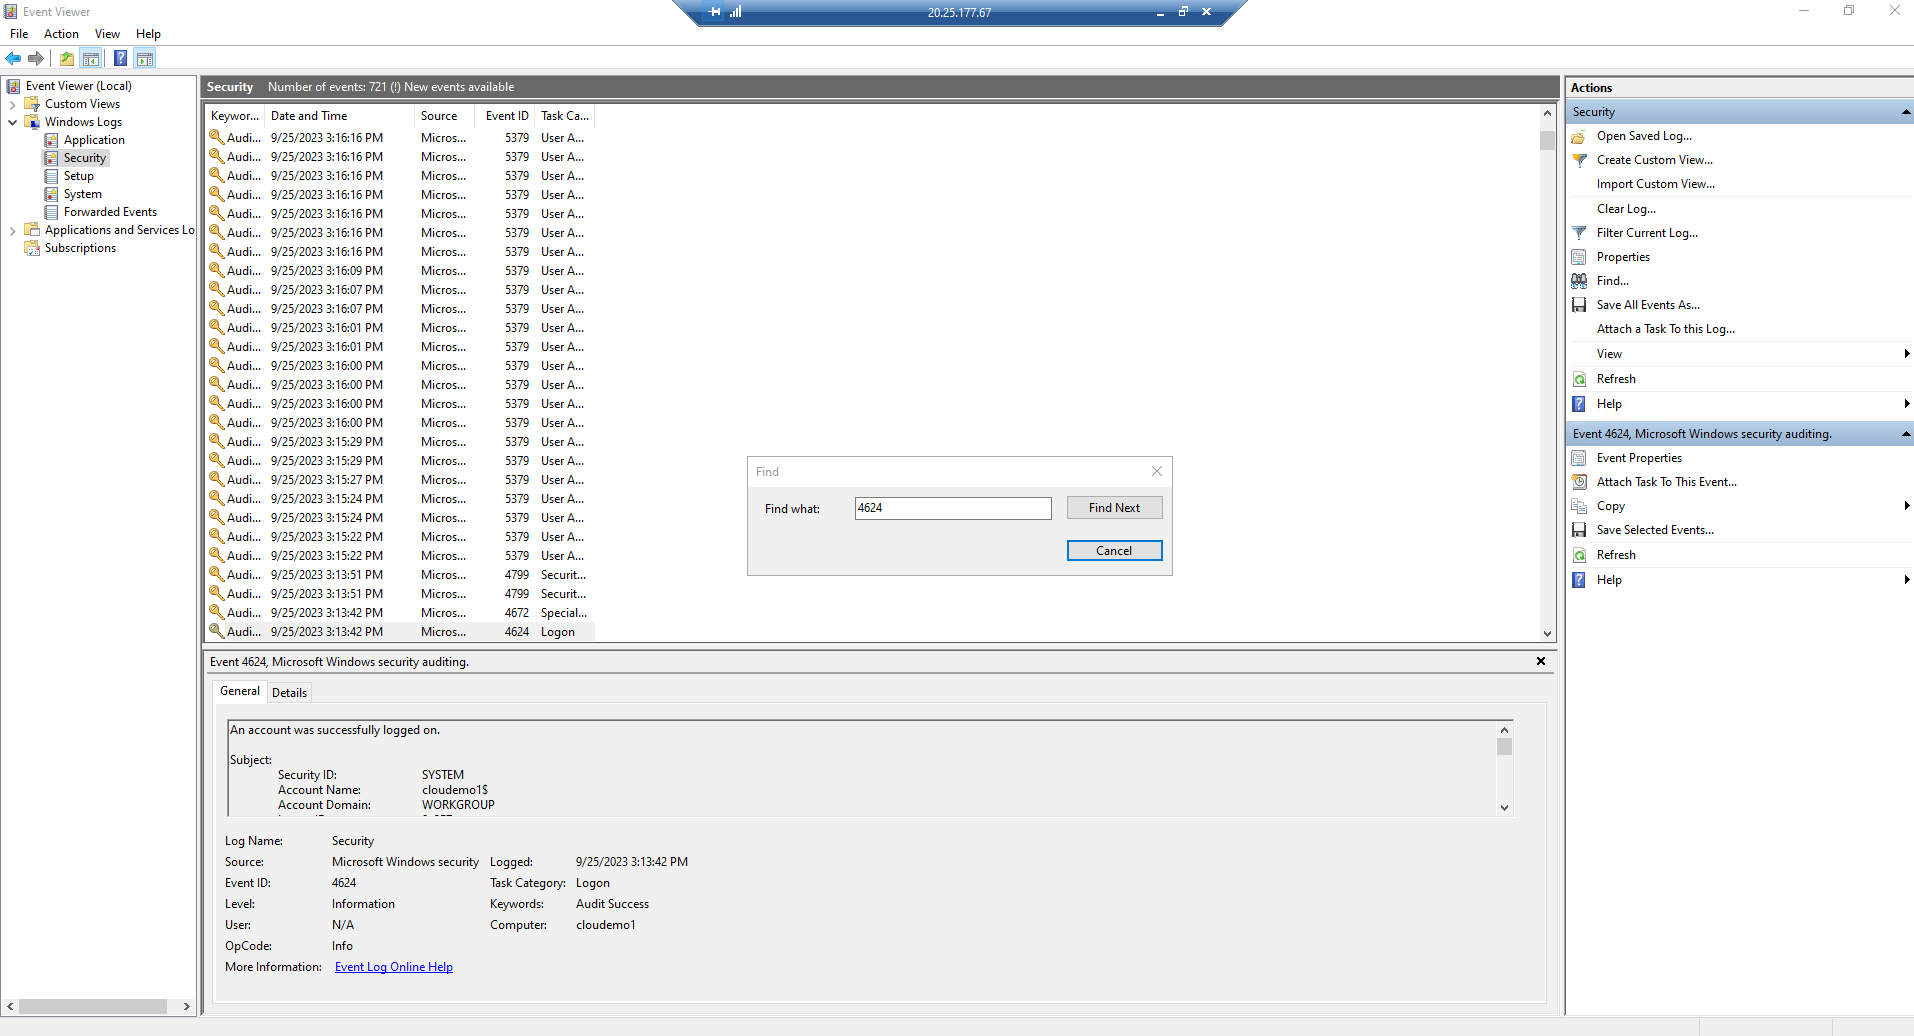 Event Viewer
20.25.177.67
File Action View Help
Event Viewer (Local)
Custom Views
Windows Logs
Application
Security
Setup
System
Forwarded Events
Applications and Services Lo
Subscriptions
Security Number of events: 721 (!) New events available
Keywor... Date and Time Source Event ID Task Ca...
Audi... 9/25/2023 3:16:16 PM Micros... 5379 User A...
Audi... 9/25/2023 3:16:16 PM Micros... 5379 User A...
Audi... 9/25/2023 3:16:16 PM Micros... 5379 User A...
Audi... 9/25/2023 3:16:16 PM Micros... 5379 User A...
Audi... 9/25/2023 3:16:16 PM Micros... 5379 User A...
Audi... 9/25/2023 3:16:16 PM Micros... 5379 User A...
Audi... 9/25/2023 3:16:16 PM Micros... 5379 User A...
Audi... 9/25/2023 3:16:09 PM Micros... 5379 User A...
Audi... 9/25/2023 3:16:07 PM Micros... 5379 User A...
Audi... 9/25/2023 3:16:07 PM Micros... 5379 User A...
Audi... 9/25/2023 3:16:01 PM Micros... 5379 User A...
Audi... 9/25/2023 3:16:01 PM Micros... 5379 User A...
Audi... 9/25/2023 3:16:00 PM Micros... 5379 User A...
Audi... 9/25/2023 3:16:00 PM Micros... 5379 User A...
Audi... 9/25/2023 3:16:00 PM Micros... 5379 User A...
Audi... 9/25/2023 3:16:00 PM Micros... 5379 User A...
Audi... 9/25/2023 3:15:29 PM Micros... 5379 User A...
Audi... 9/25/2023 3:15:29 PM Micros... 5379 User A...
Audi... 9/25/2023 3:15:27 PM Micros... 5379 User A...
Audi... 9/25/2023 3:15:24 PM Micros... 5379 User A...
Audi... 9/25/2023 3:15:24 PM Micros... 5379 User A...
Audi... 9/25/2023 3:15:22 PM Micros... 5379 User A...
Audi... 9/25/2023 3:15:22 PM Micros... 5379 User A...
Audi... 9/25/2023 3:13:51 PM Micros... 4799 Securit...
Audi... 9/25/2023 3:13:51 PM Micros... 4799 Securit...
Audi... 9/25/2023 3:13:42 PM Micros... 4672 Special...
Audi... 9/25/2023 3:13:42 PM Micros... 4624 Logon
Find
Find what: 4624 Find Next
Cancel
Event 4624, Microsoft Windows security auditing.
General Details
An account was successfully logged on.
Subject:
Security ID: SYSTEM
Account Name: cloudemo1$
Account Domain: WORKGROUP
Log Name: Security
Source: Microsoft Windows security Logged: 9/25/2023 3:13:42 PM
Event ID: 4624 Task Category: Logon
Level: Information Keywords: Audit Success
User: N/A Computer: cloudemo1
OpCode: Info
More Information: Event Log Online Help
Actions
Security
Open Saved Log...
Create Custom View...
Import Custom View...
Clear Log...
Filter Current Log...
Properties
Find...
Save All Events As...
Attach a Task To this Log...
View
Refresh
Help
Event 4624, Microsoft Windows security auditing.
Event Properties
Attach Task To This Event...
Copy
Save Selected Events...
Refresh
Help